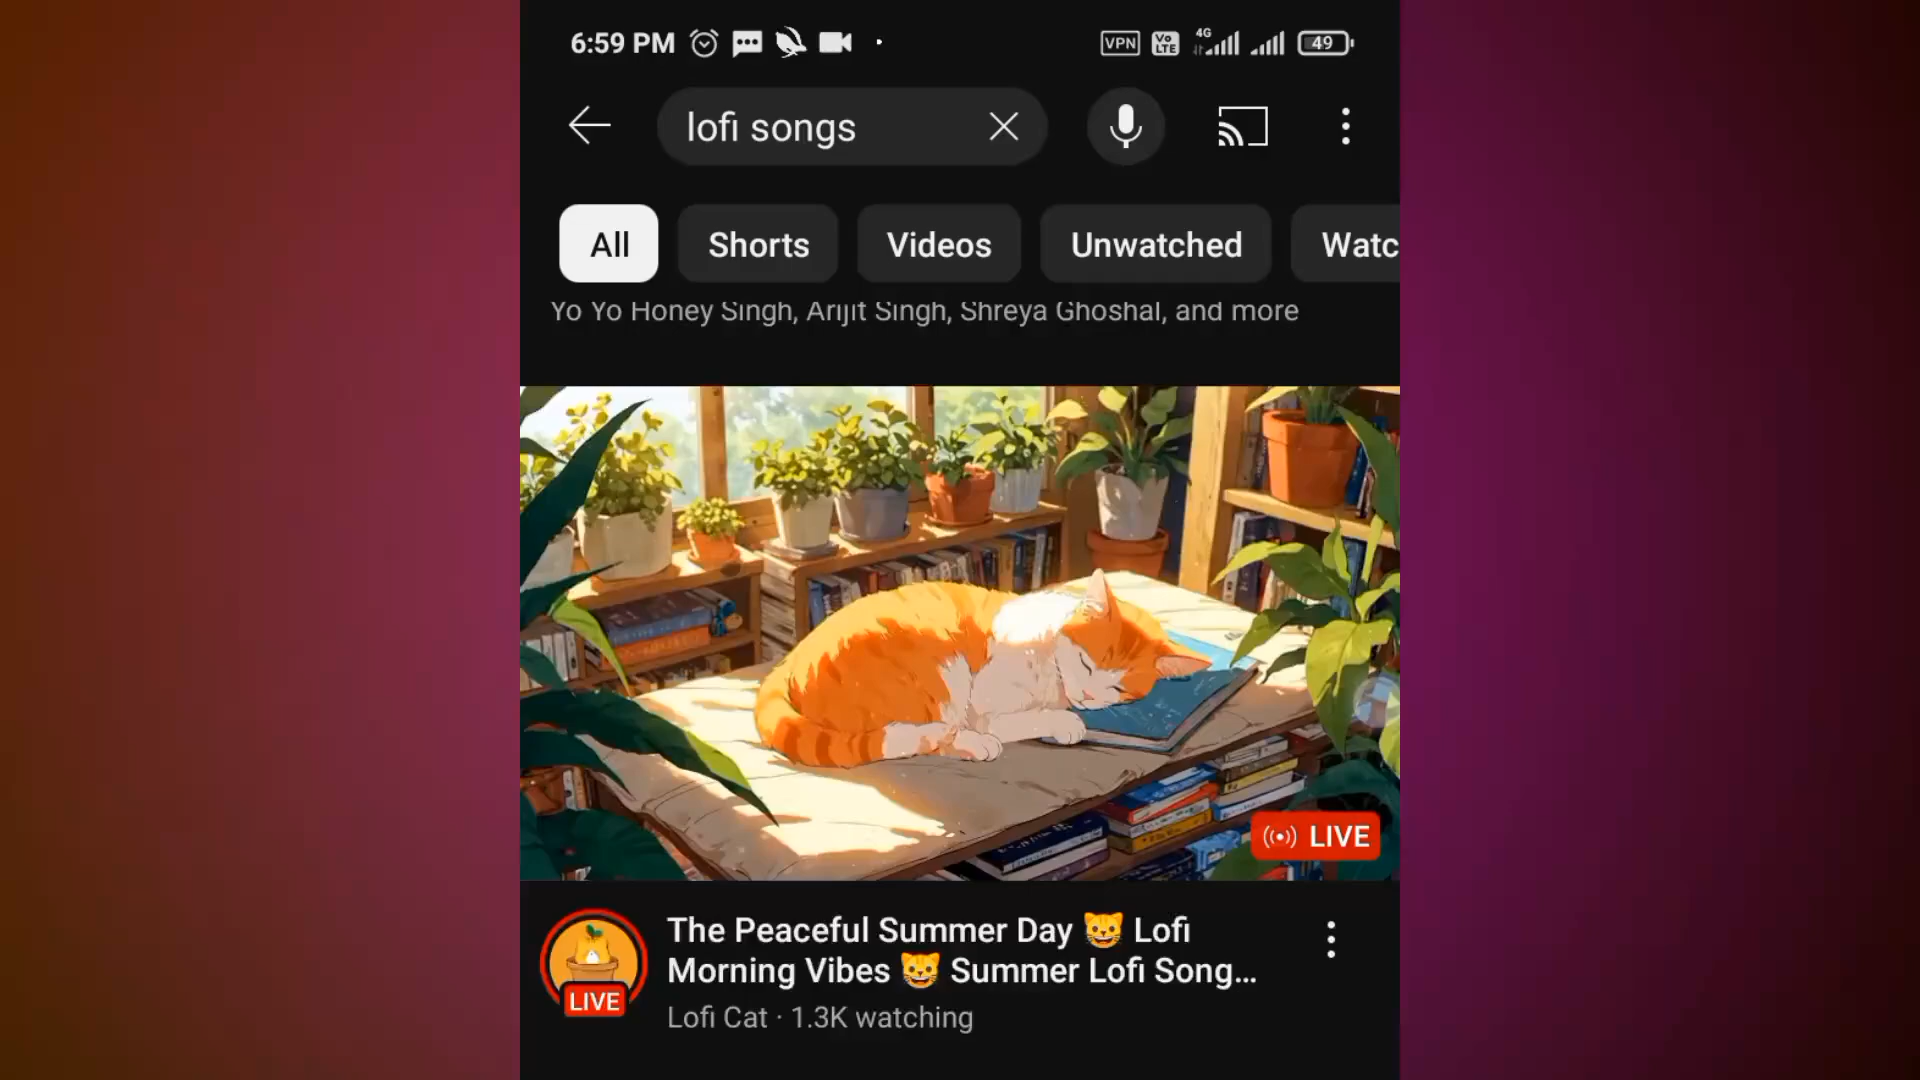 6:59 PM VPN Vo LTE 4G 49
lofi songs
All Shorts Videos Unwatched Watc
Yo Yo Honey Singh, Arijit Singh, Shreya Ghoshal, and more
LIVE
The Peaceful Summer Day 😺 Lofi
Morning Vibes 😺 Summer Lofi Song...
LIVE
Lofi Cat · 1.3K watching